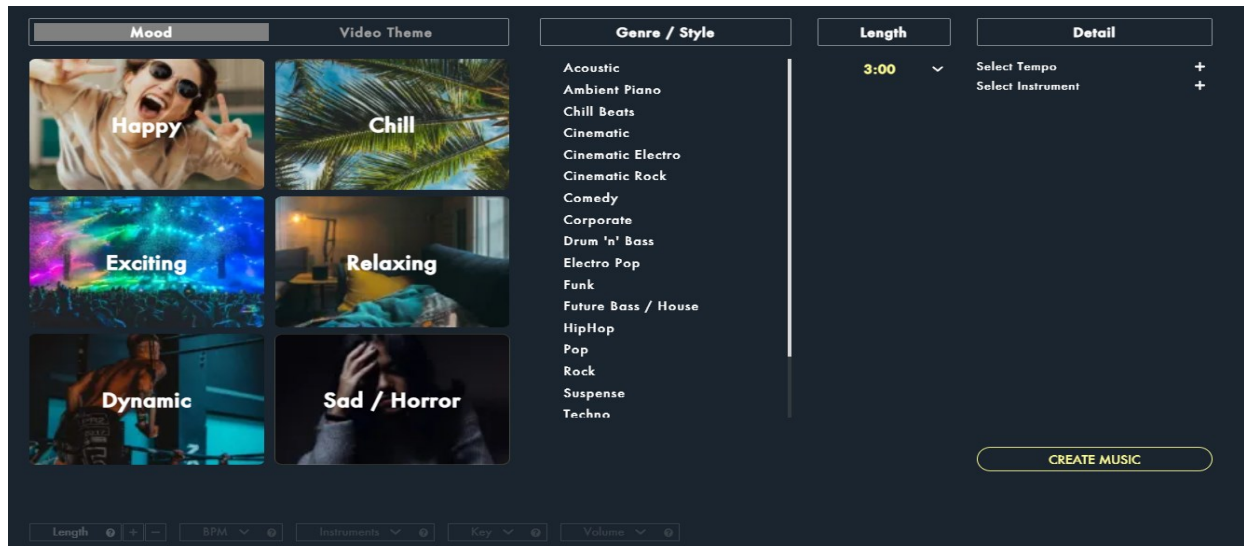 Mood
Video Theme
Happy
Chill
Exciting
Relaxing
Dynamic
Sad / Horror
Genre / Style
Acoustic
Ambient Piano
Chill Beats
Cinematic
Cinematic Electro
Cinematic Rock
Comedy
Corporate
Drum 'n' Bass
Electro Pop
Funk
Future Bass / House
HipHop
Pop
Rock
Suspense
Techno
Length
3:00
Detail
Select Tempo +
Select Instrument +
CREATE MUSIC
Length ? + -
BPM ?
Instruments ?
Key ?
Volume ?